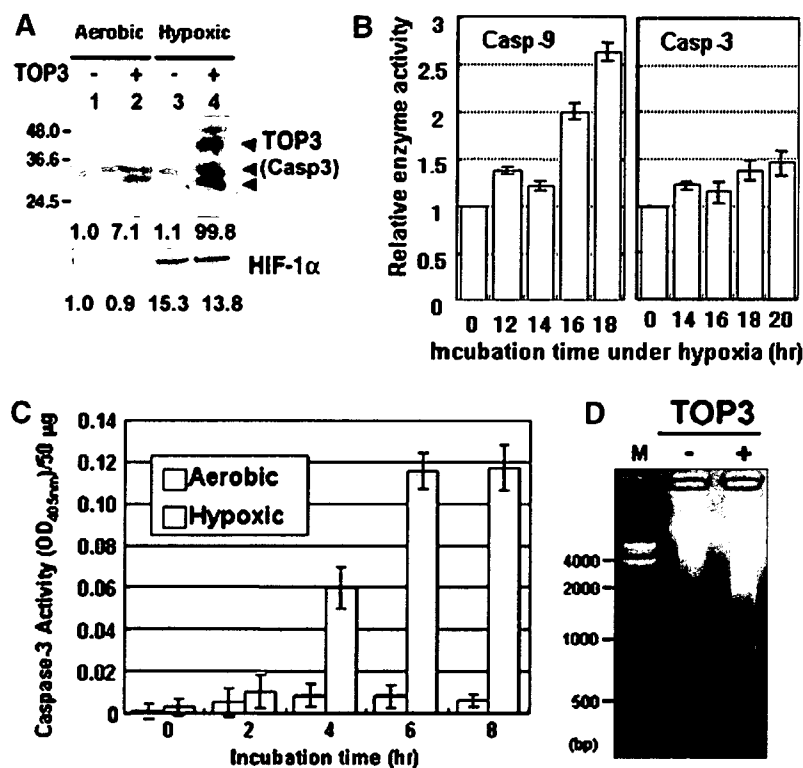 A
Aerobic Hypoxic
TOP3 - + - +
1 2 3 4
48.0-
36.6-
24.5-
TOP3
(Casp3)
1.0 7.1 1.1 99.8
HIF-1α
1.0 0.9 15.3 13.8
B
Relative enzyme activity
3
2.5
2
1.5
1
0.5
0
Casp-9
Casp-3
0 12 14 16 18
0 14 16 18 20
Incubation time under hypoxia (hr)
C
Caspase-3 Activity (OD405nm)/50 µg
0.14
0.12
0.10
0.08
0.06
0.04
0.02
0
Aerobic
Hypoxic
0 2 4 6 8
Incubation time (hr)
D
TOP3
M - +
4000
2000
1000
500
(bp)